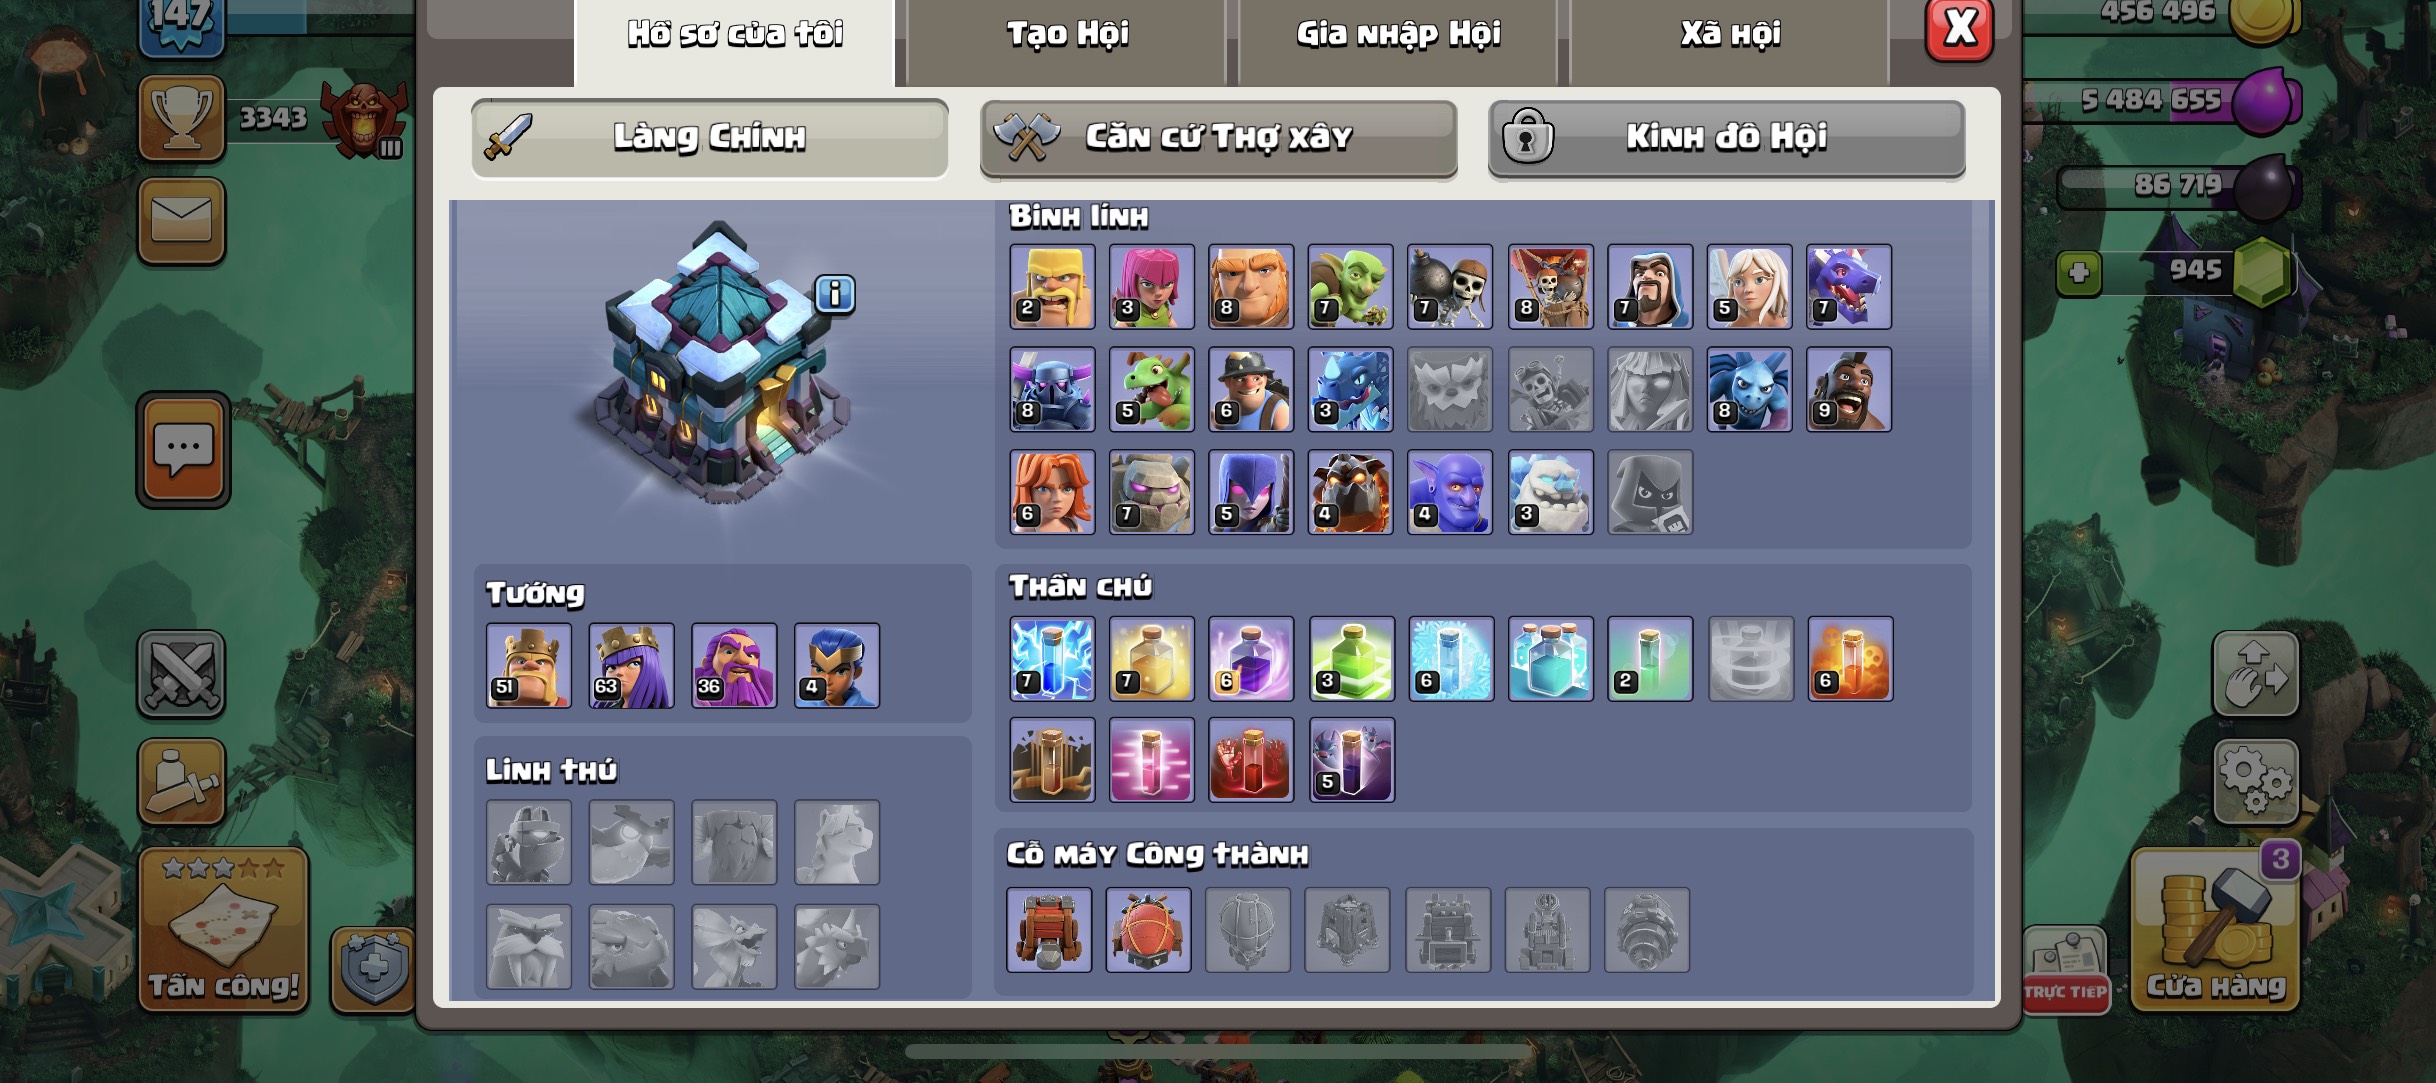 147
Hồ sơ của tôi
Tạo Hội
Gia nhập Hội
Xã hội
X
456 496
3343
III
Làng Chính
Căn cứ Thợ xây
Kinh đô Hội
5 484 655
86 719
945
Binh lính
i
2 3 8 7 7 8 7 5 7
8 5 6 3 8 9
6 7 5 4 4 3
Tướng
51 63 36 4
Thần chú
7 7 6 3 6 2 6
5
Linh thú
Cỗ máy Công thành
3
Tấn công!
TRỰC TIẾP
Cửa hàng